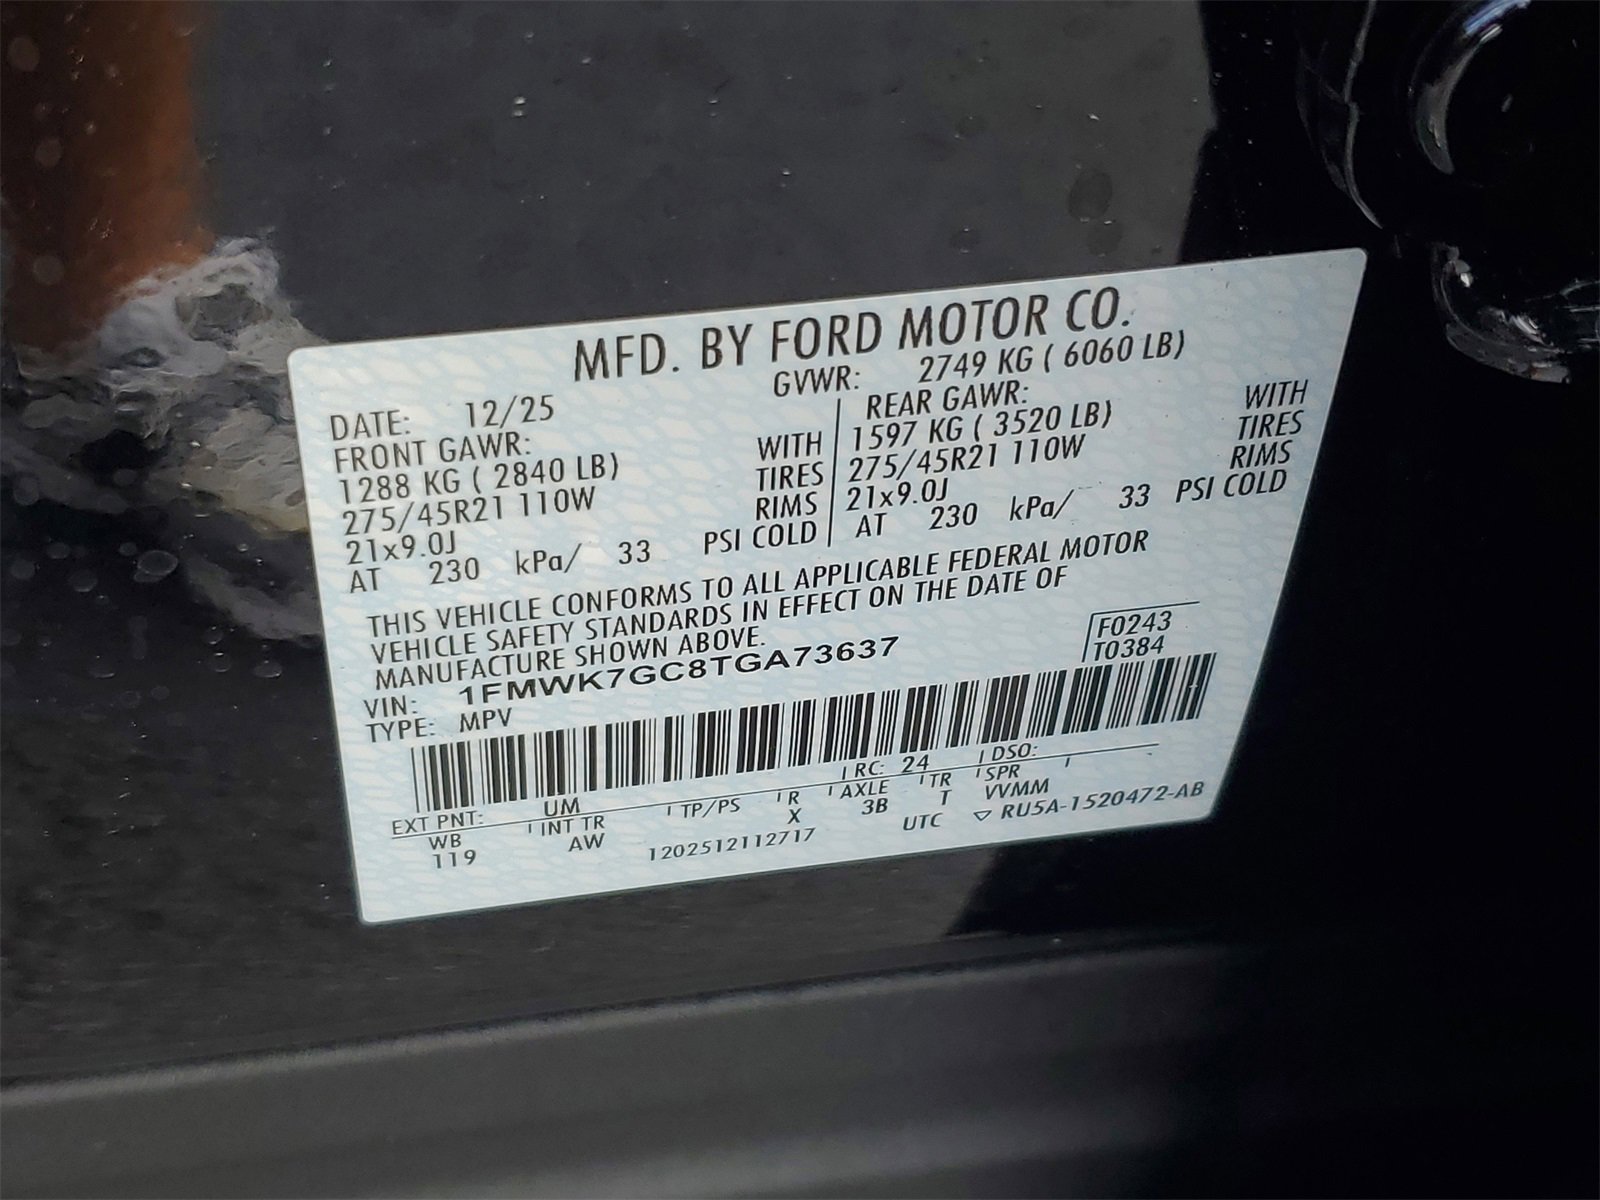 MFD. BY FORD MOTOR CO.
DATE: 12/25 GVWR: 2749 KG ( 6060 LB)
FRONT GAWR: REAR GAWR:
1288 KG ( 2840 LB) WITH 1597 KG ( 3520 LB) WITH
275/45R21 110W TIRES 275/45R21 110W TIRES
21x9.0J RIMS 21x9.0J RIMS
AT 230 kPa/ 33 PSI COLD AT 230 kPa/ 33 PSI COLD
THIS VEHICLE CONFORMS TO ALL APPLICABLE FEDERAL MOTOR
VEHICLE SAFETY STANDARDS IN EFFECT ON THE DATE OF
MANUFACTURE SHOWN ABOVE.
VIN: 1FMWK7GC8TGA73637 F0243
TYPE: MPV T0384
EXT PNT: UM RC: 24 DSO:
WB INT TR TP/PS R AXLE TR SPR
119 AW X 3B T VVMM
1202512112717 UTC ▽ RU5A-1520472-AB